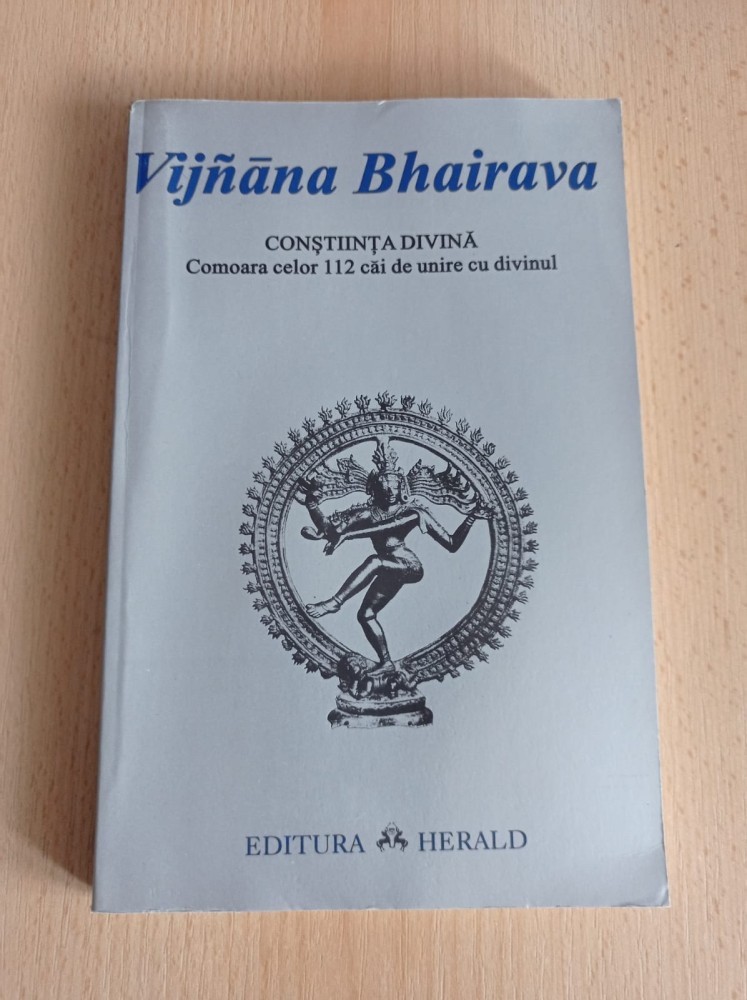 Vijñāna Bhairava
CONŞTIINŢA DIVINĂ
Comoara celor 112 căi de unire cu divinul
EDITURA HERALD